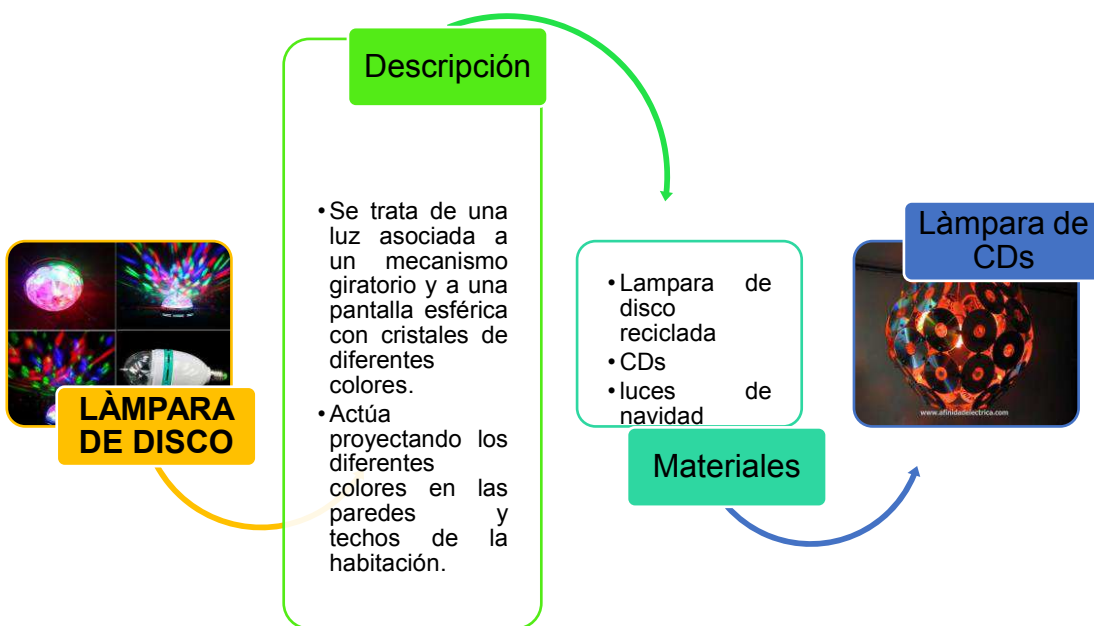 LÀMPARA
DE DISCO
Descripción
•Se trata de una
luz asociada a
un mecanismo
giratorio y a una
pantalla esférica
con cristales de
diferentes
colores.
•Actúa
proyectando los
diferentes
colores en las
paredes y
techos de la
habitación.
•Lampara de
disco
reciclada
•CDs
•luces de
navidad
Materiales
Làmpara de
CDs
www.afinidadelectrica.com